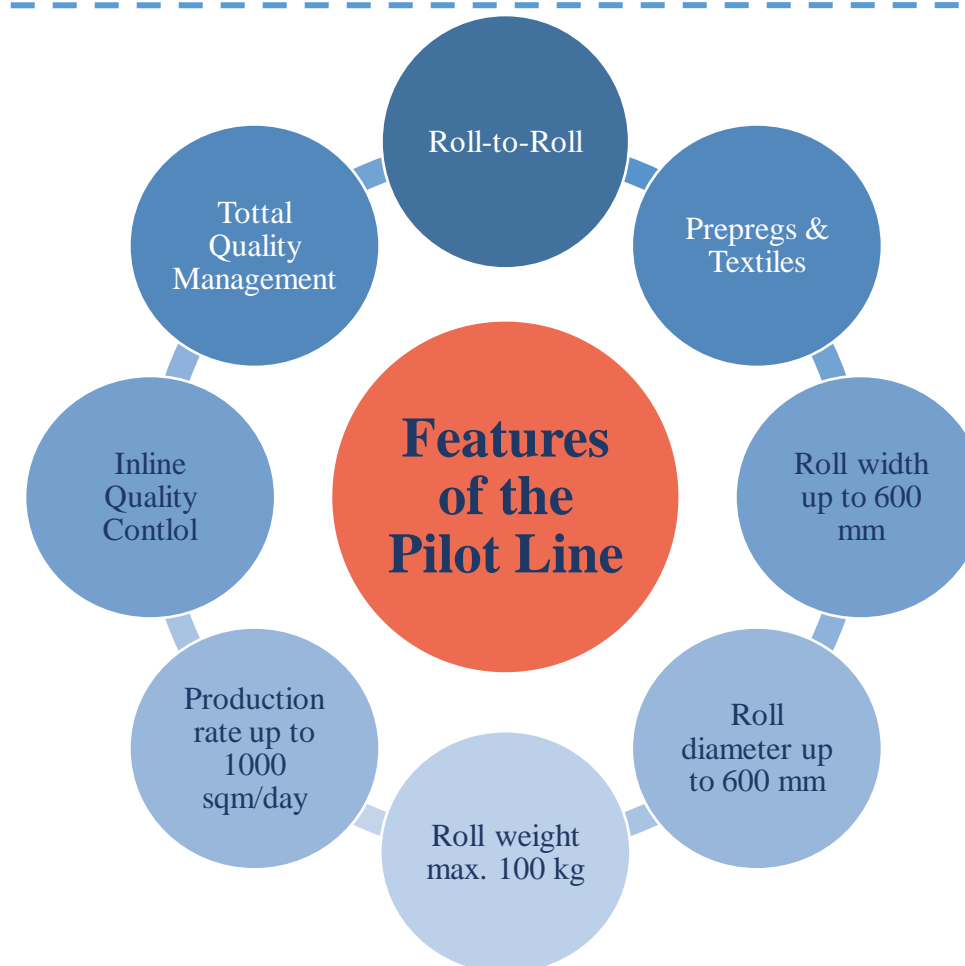 Roll-to-Roll
Prepregs &
Textiles
Roll width
up to 600
mm
Roll
diameter up
to 600 mm
Roll weight
max. 100 kg
Production
rate up to
1000
sqm/day
Inline
Quality
Contlol
Tottal
Quality
Management
Features
of the
Pilot Line